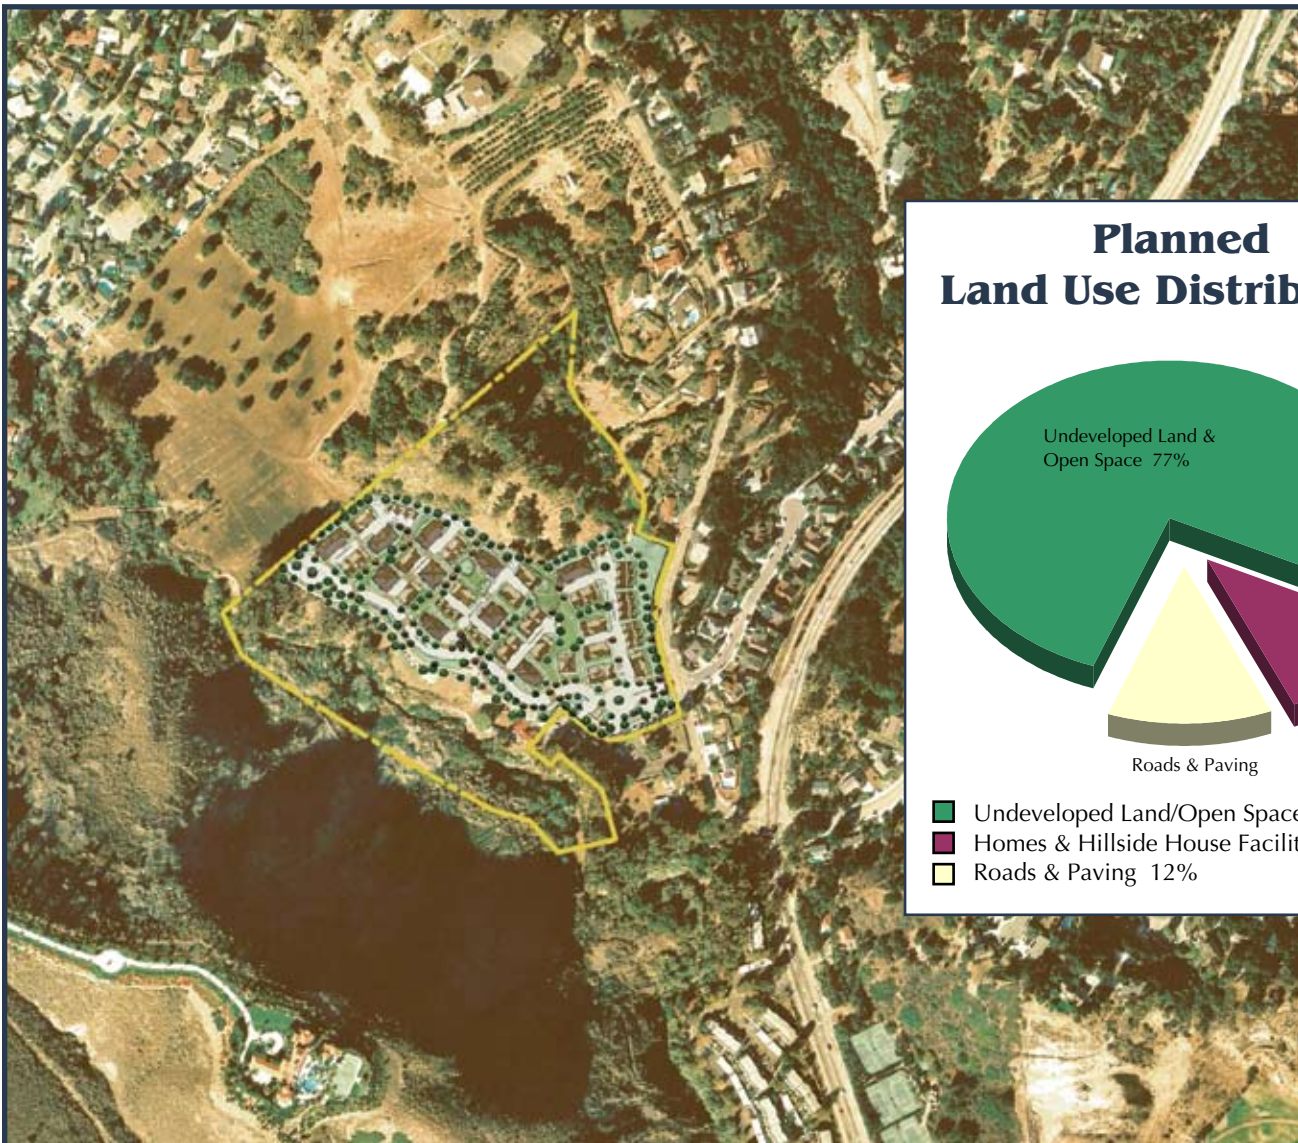 Planned
Land Use Distrib
Undeveloped Land &
Open Space 77%
Roads & Paving
Undeveloped Land/Open Space
Homes & Hillside House Facilit
Roads & Paving 12%